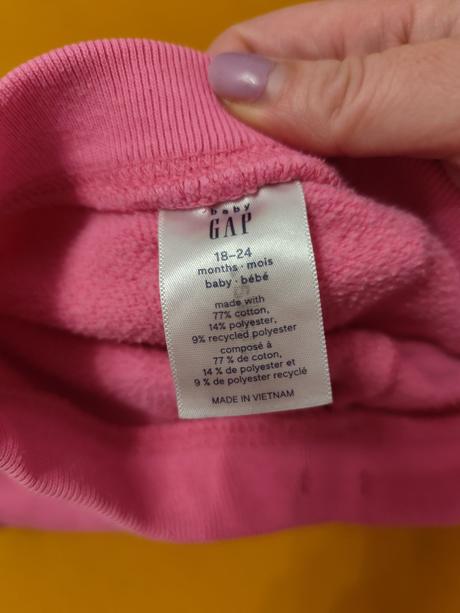 baby
GAP
18-24
months · mois
baby · bébé
made with
77% cotton,
14% polyester,
9% recycled polyester
composé à
77 % de coton,
14 % de polyester et
9 % de polyester recyclé
MADE IN VIETNAM